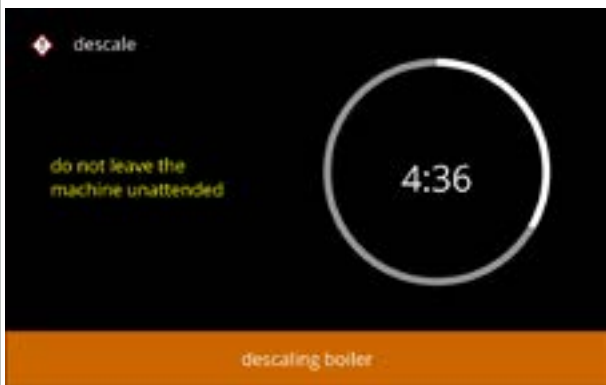 descale
do not leave the
machine unattended
4:36
descaling boiler